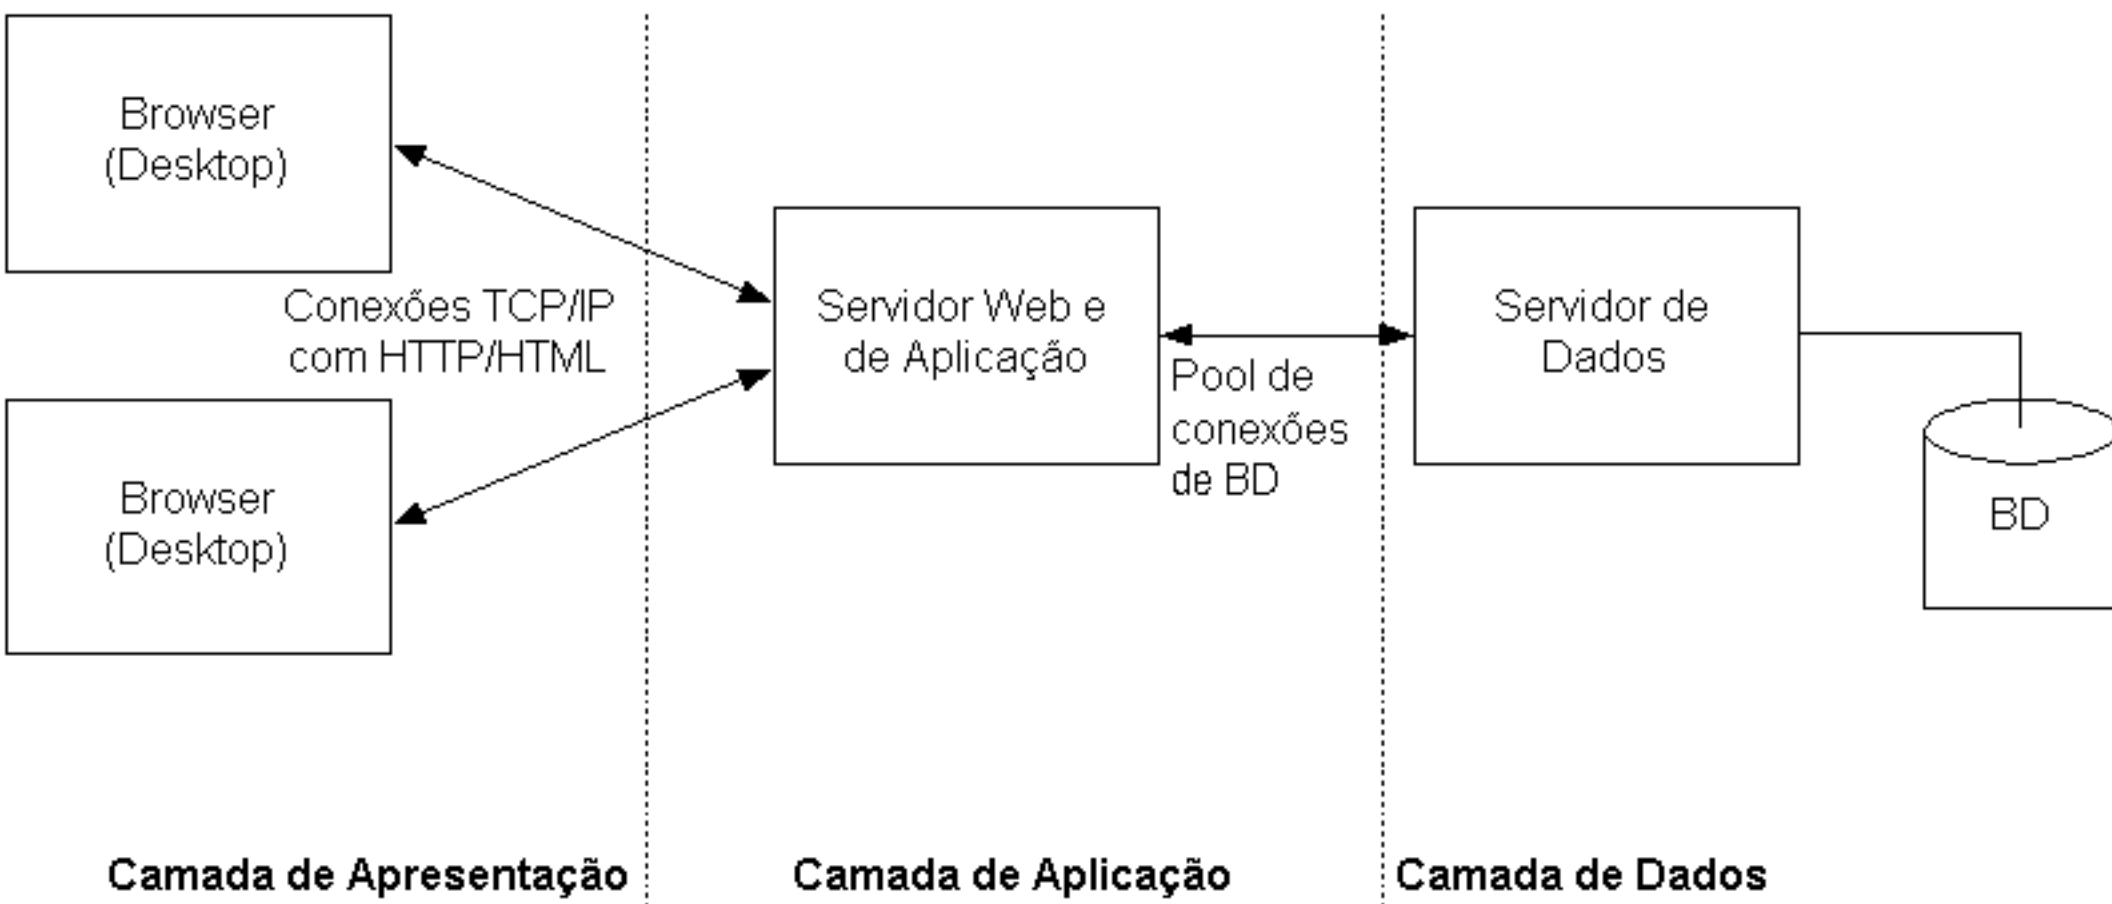 Browser
(Desktop)
Conexões TCP/IP
com HTTP/HTML
Browser
(Desktop)
Servidor Web e
de Aplicação
Pool de
conexões
de BD
Servidor de
Dados
BD
Camada de Apresentação
Camada de Aplicação
Camada de Dados